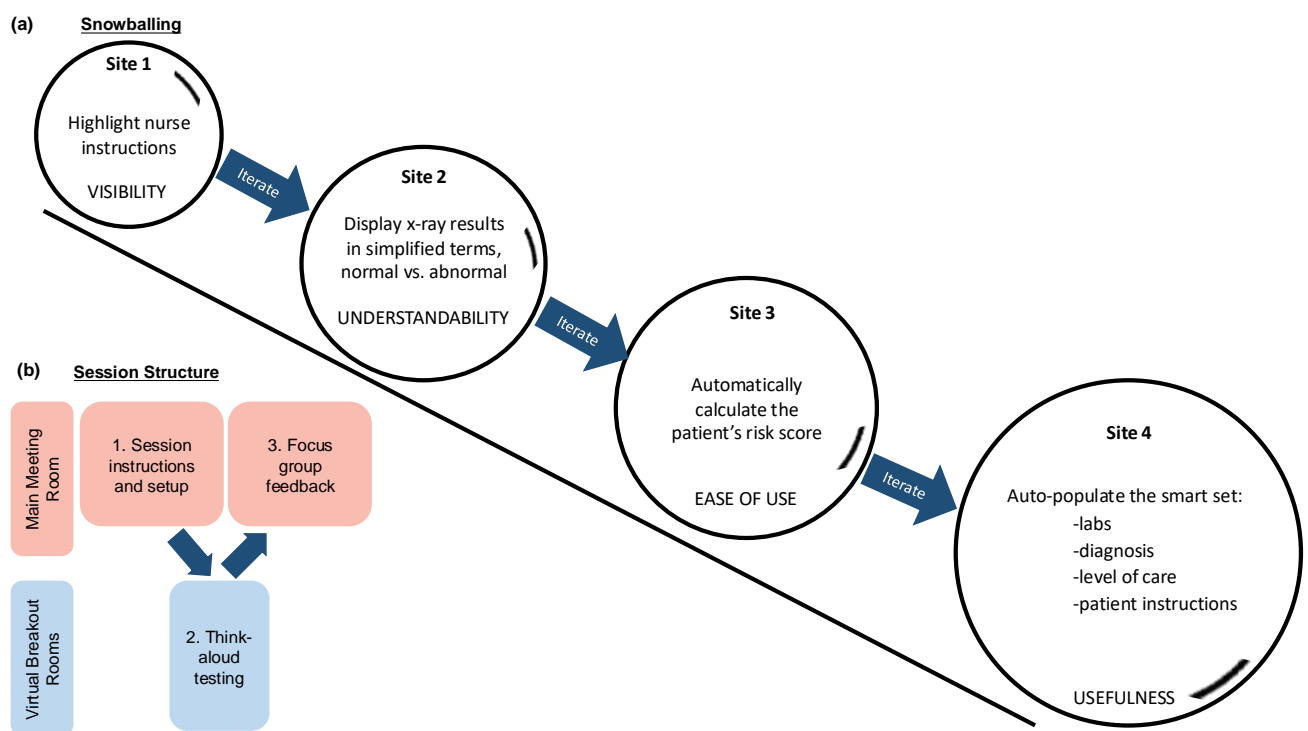 (a) Snowballing
Site 1
Highlight nurse
instructions
VISIBILITY
Iterate
Site 2
Display x-ray results
in simplified terms,
normal vs. abnormal
UNDERSTANDABILITY
Iterate
Site 3
Automatically
calculate the
patient’s risk score
EASE OF USE
Iterate
Site 4
Auto-populate the smart set:
-labs
-diagnosis
-level of care
-patient instructions
USEFULNESS
(b) Session Structure
Main Meeting
Room
1. Session
instructions
and setup
3. Focus
group
feedback
Virtual Breakout
Rooms
2. Think-
aloud
testing